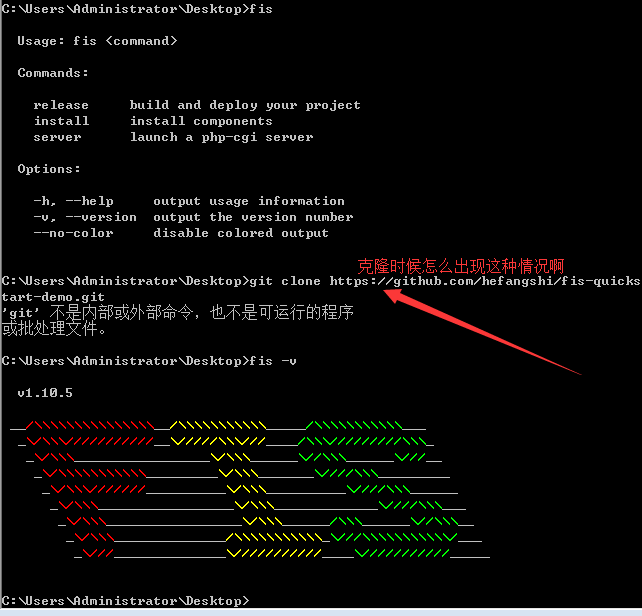 C:\Users\Administrator\Desktop>fis
Usage: fis <command>
Commands:
release build and deploy your project
install install components
server launch a php-cgi server
Options:
-h, --help output usage information
-v, --version output the version number
--no-color disable colored output
克隆时候怎么出现这种情况啊
C:\Users\Administrator\Desktop>git clone https://github.com/hefangshi/fis-quicks
tart-demo.git
'git' 不是内部或外部命令，也不是可运行的程序
或批处理文件。
C:\Users\Administrator\Desktop>fis -v
v1.10.5
C:\Users\Administrator\Desktop>